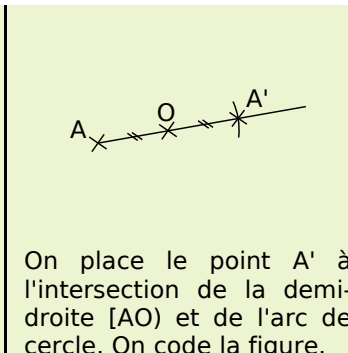 A'
O
A
On place le point A' à
l'intersection de la demi-
droite [AO) et de l'arc de
cercle. On code la figure.